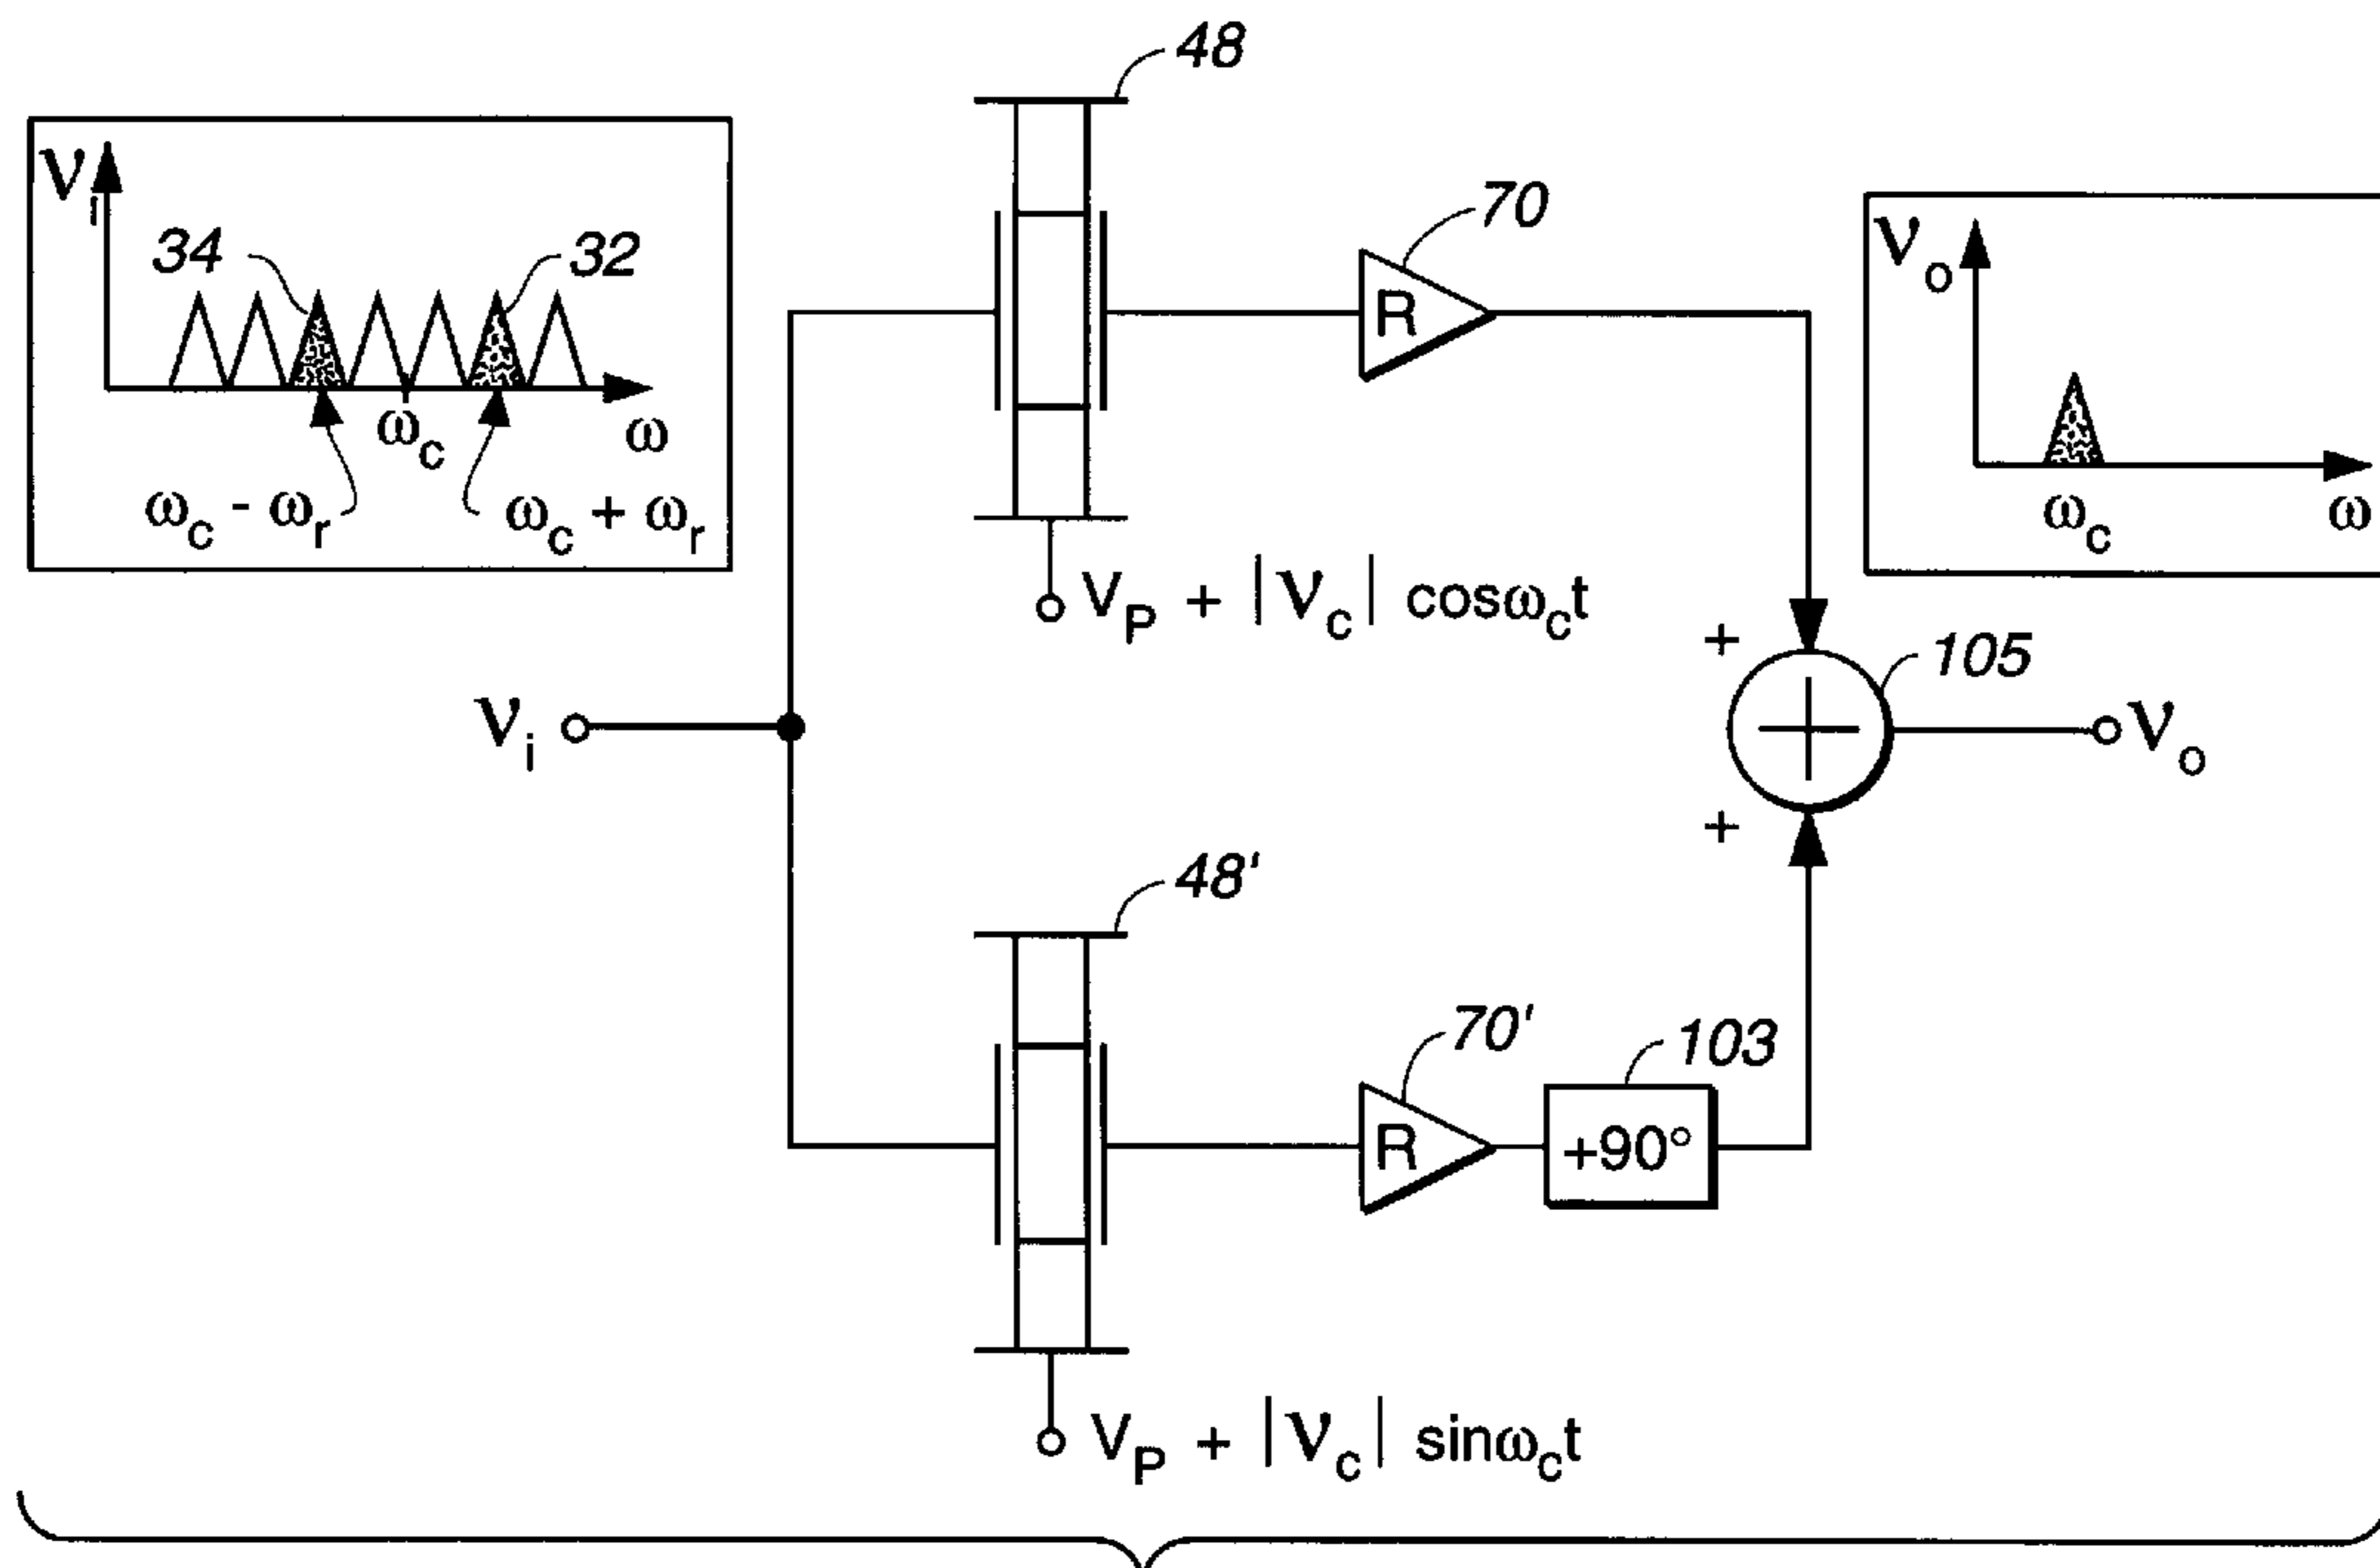 48
V_i
34
32
ω_c
ω
ω_c - ω_r
ω_c + ω_r
70
R
V_o
ω_c
ω
V_P + |V_c| cosω_ct
+
105
V_i
V_o
+
48'
70'
103
R
+90°
V_P + |V_c| sinω_ct